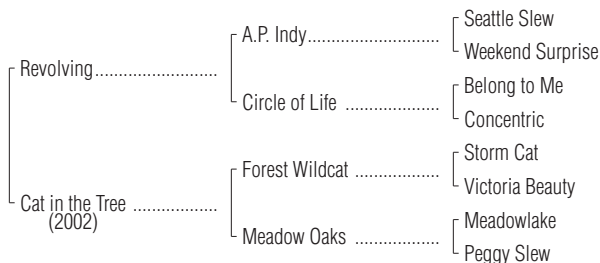 Seattle Slew
A.P. Indy..........................
Weekend Surprise
Revolving........................
Belong to Me
Circle of Life ....................
Concentric
Storm Cat
Forest Wildcat ..................
Victoria Beauty
Cat in the Tree ..................
(2002)
Meadowlake
Meadow Oaks ..................
Peggy Slew